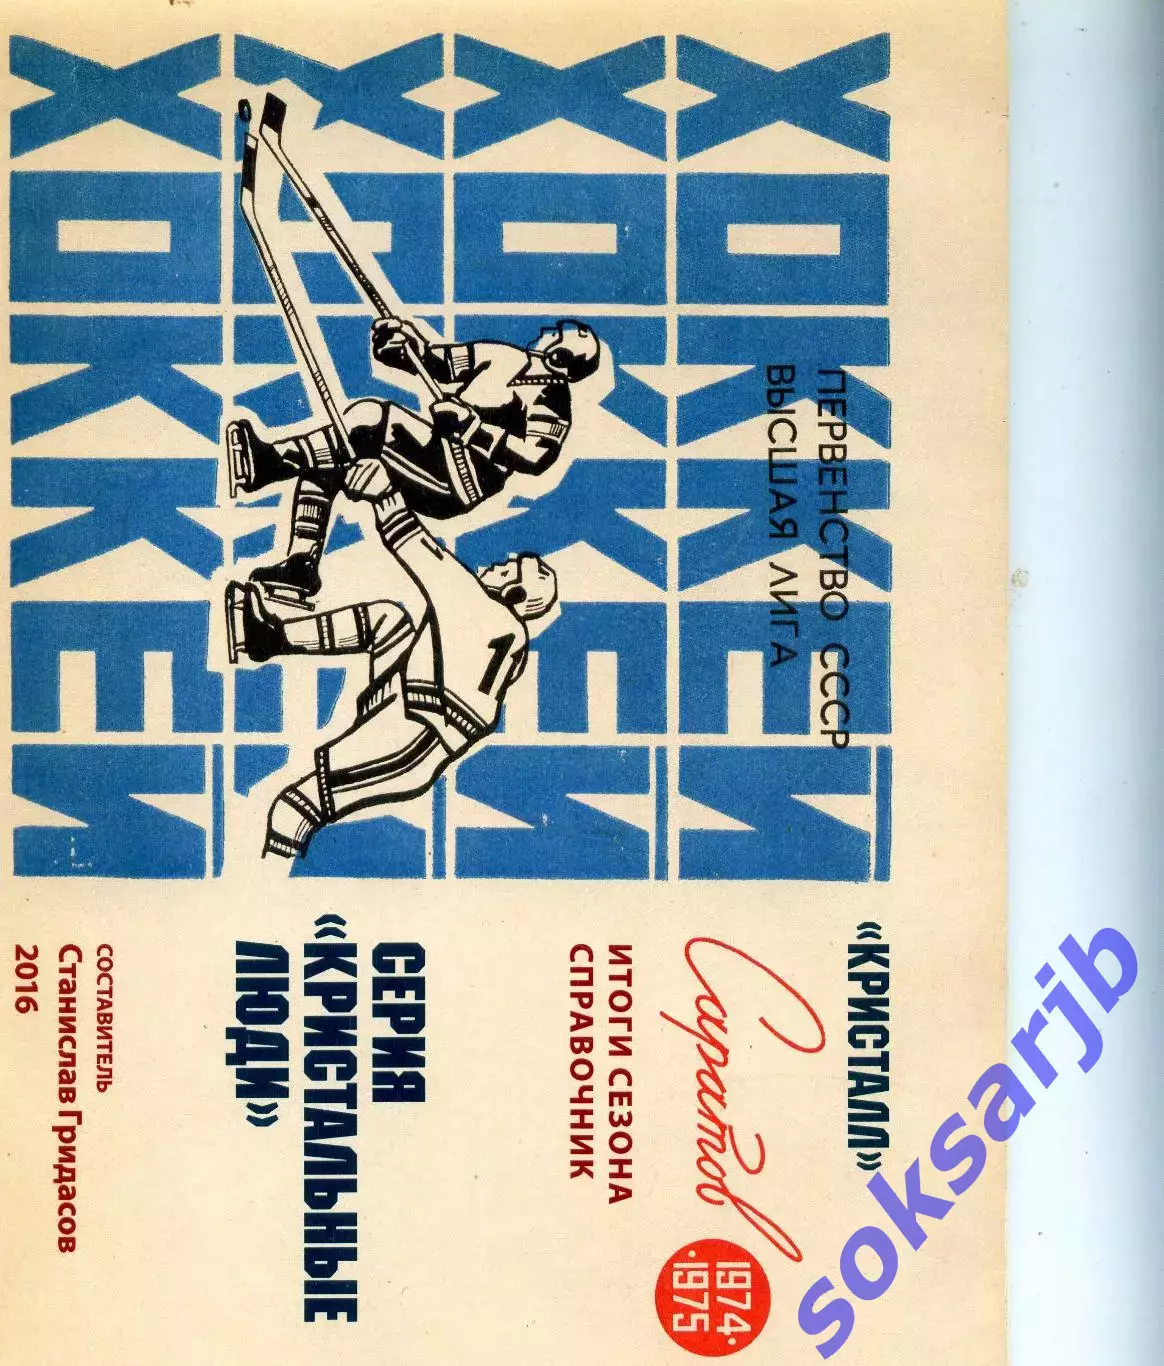 ХОККЕЙ
ПЕРВЕНСТВО СССР
ВЫСШАЯ ЛИГА
ХОККЕЙ
ХОККЕЙ
11
ХОККЕЙ
«КРИСТАЛЛ»
Саратов
1974·
·1975
ИТОГИ СЕЗОНА
СПРАВОЧНИК
СЕРИЯ
«КРИСТАЛЬНЫЕ
ЛЮДИ»
СОСТАВИТЕЛЬ
Станислав Гридасов
2016
soksarjb